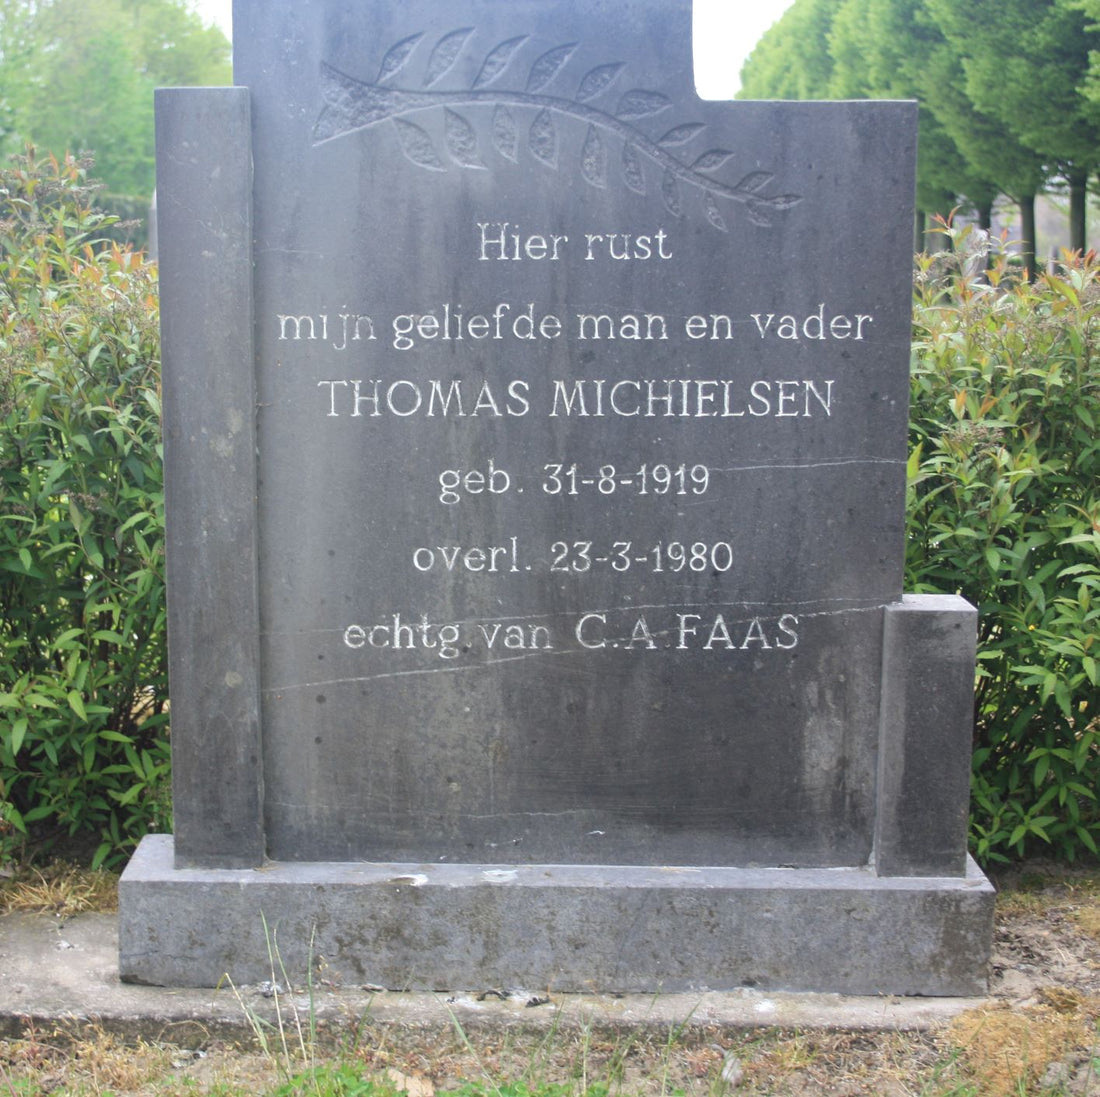 Hier rust
mijn geliefde man en vader
THOMAS MICHIELSEN
geb. 31-8-1919
overl. 23-3-1980
echtg. van C.A. FAAS